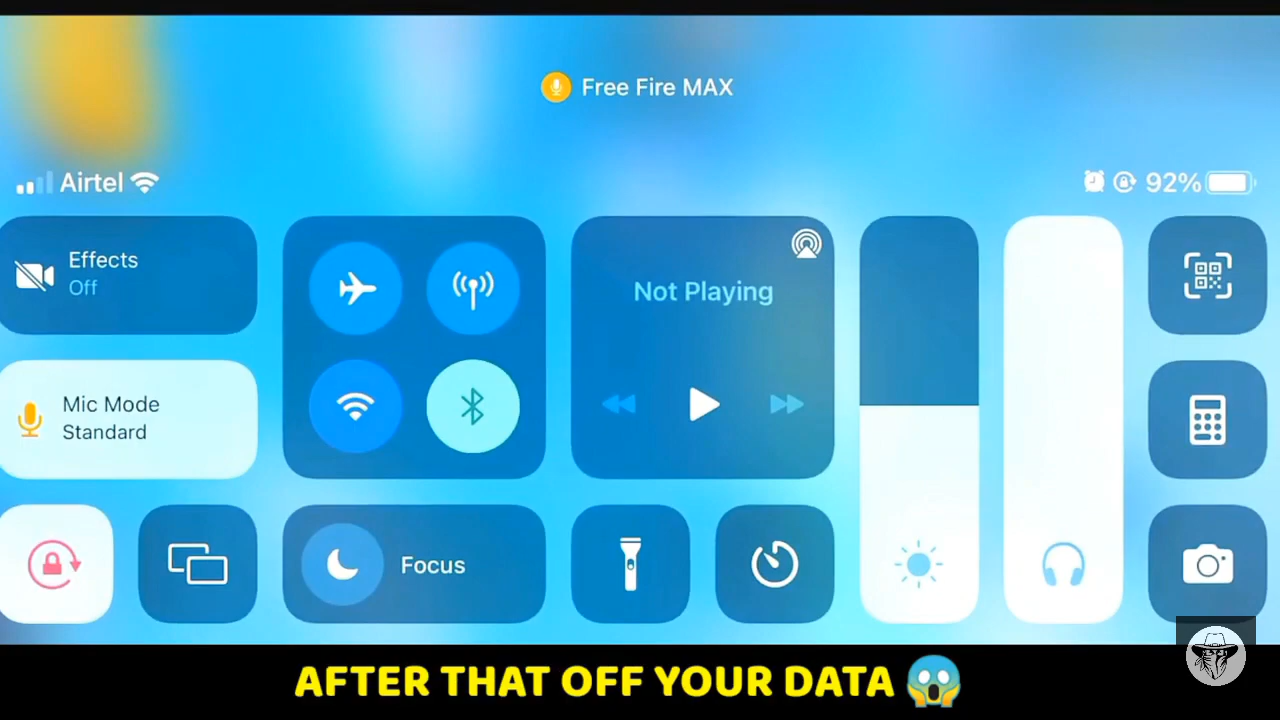 Free Fire MAX
Airtel
92%
Effects
Off
Not Playing
Mic Mode
Standard
Focus
AFTER THAT OFF YOUR DATA 😱